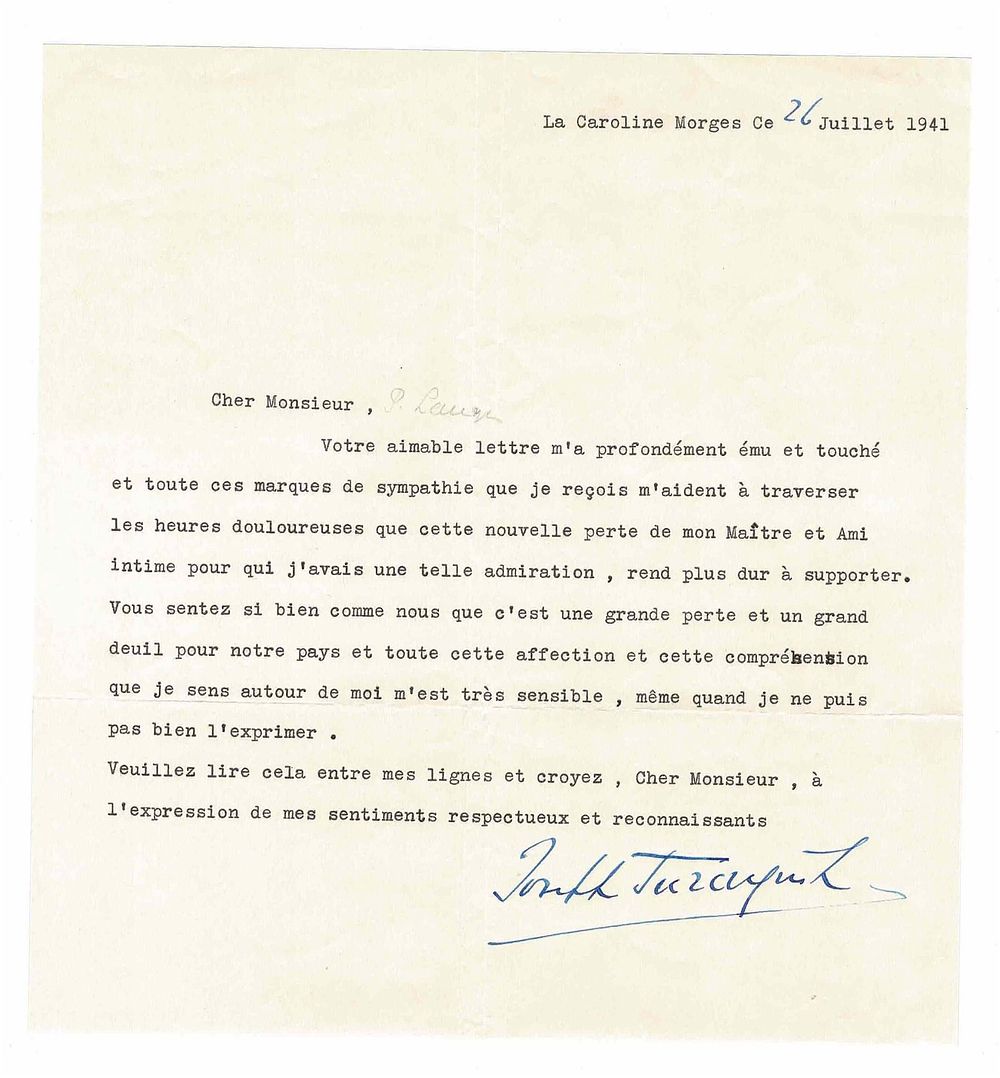 La Caroline Morges Ce 26 Juillet 1941
Cher Monsieur ,
Votre aimable lettre m'a profondément ému et touché
et toute ces marques de sympathie que je reçois m'aident à traverser
les heures douloureuses que cette nouvelle perte de mon Maître et Ami
intime pour qui j'avais une telle admiration , rend plus dur à supporter.
Vous sentez si bien comme nous que c'est une grande perte et un grand
deuil pour notre pays et toute cette affection et cette compréhension
que je sens autour de moi m'est très sensible , même quand je ne puis
pas bien l'exprimer .
Veuillez lire cela entre mes lignes et croyez , Cher Monsieur , à
l'expression de mes sentiments respectueux et reconnaissants